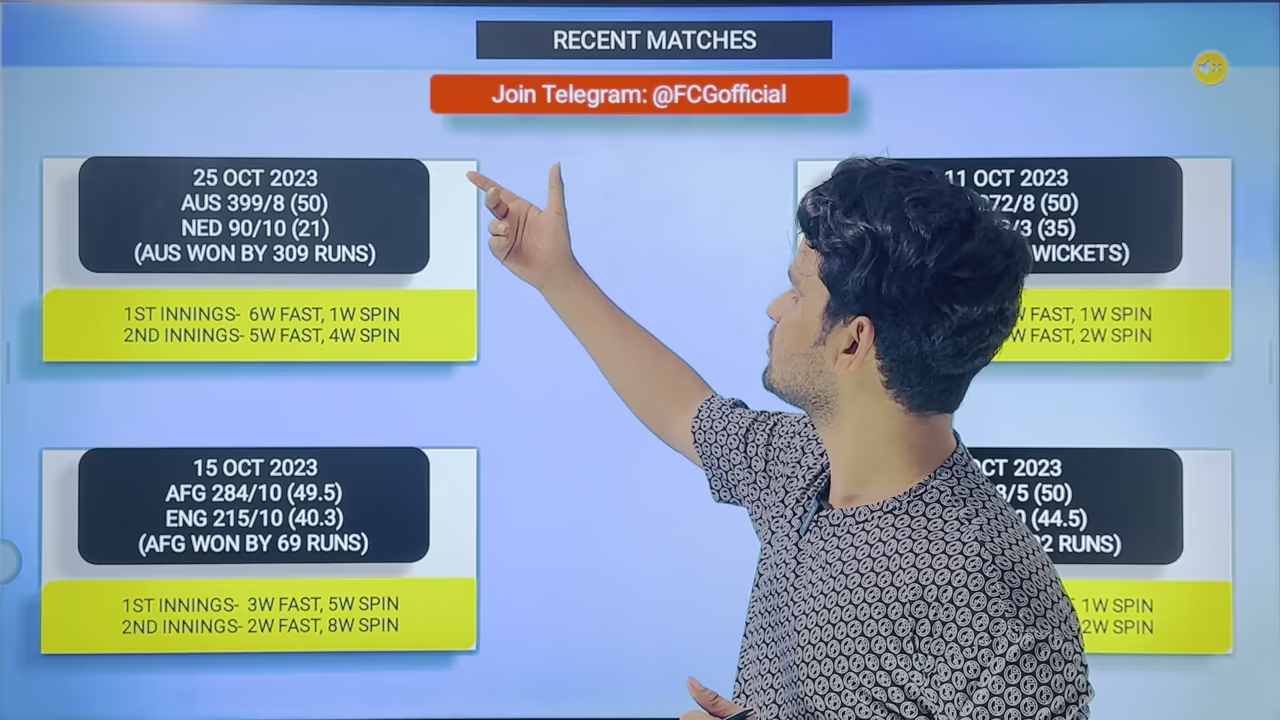 RECENT MATCHES
Join Telegram: @FCGofficial
25 OCT 2023
AUS 399/8 (50)
NED 90/10 (21)
(AUS WON BY 309 RUNS)
1ST INNINGS- 6W FAST, 1W SPIN
2ND INNINGS- 5W FAST, 4W SPIN
11 OCT 2023
72/8 (50)
/3 (35)
WICKETS)
FAST, 1W SPIN
FAST, 2W SPIN
15 OCT 2023
AFG 284/10 (49.5)
ENG 215/10 (40.3)
(AFG WON BY 69 RUNS)
1ST INNINGS- 3W FAST, 5W SPIN
2ND INNINGS- 2W FAST, 8W SPIN
OCT 2023
8/5 (50)
(44.5)
2 RUNS)
1W SPIN
2W SPIN